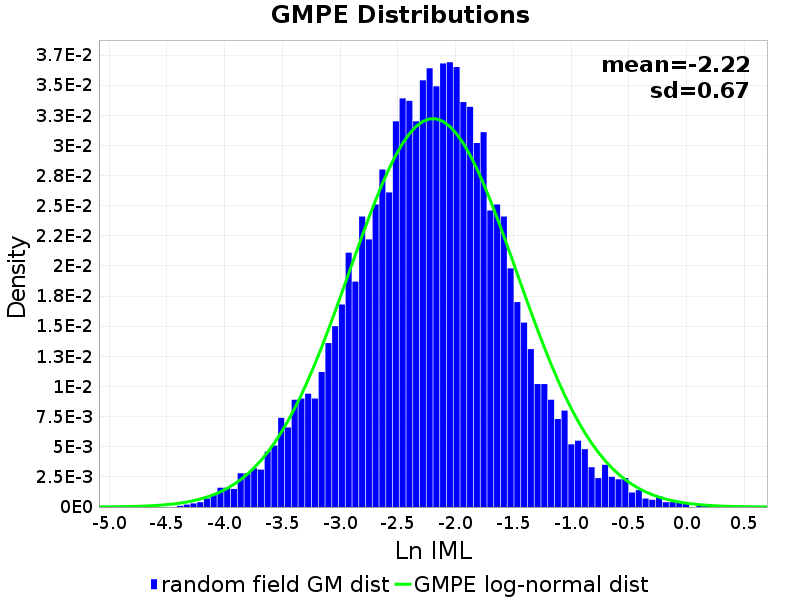 GMPE Distributions
mean=-2.22
sd=0.67
Density
3.7E-2
3.5E-2
3.3E-2
3E-2
2.8E-2
2.5E-2
2.2E-2
2E-2
1.8E-2
1.5E-2
1.3E-2
1E-2
7.5E-3
5E-3
2.5E-3
0E0
-5.0 -4.5 -4.0 -3.5 -3.0 -2.5 -2.0 -1.5 -1.0 -0.5 0.0 0.5
Ln IML
random field GM dist GMPE log-normal dist